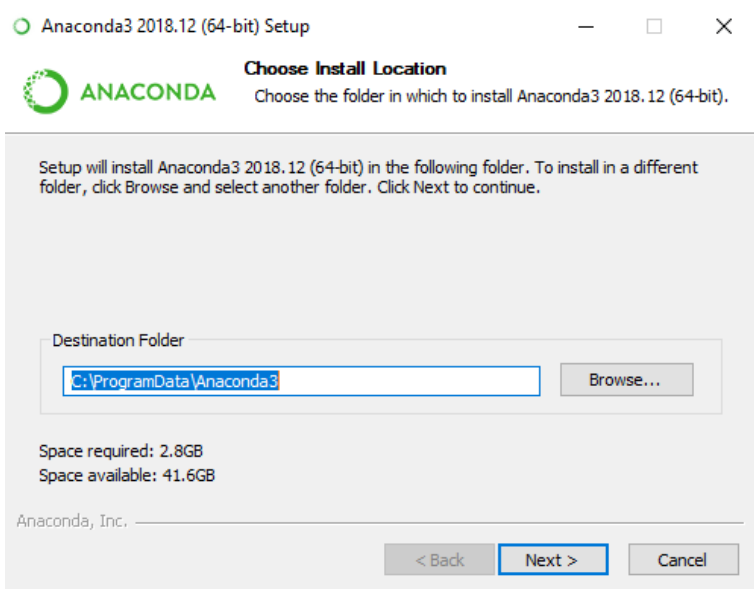 Anaconda3 2018.12 (64-bit) Setup
ANACONDA
Choose Install Location
Choose the folder in which to install Anaconda3 2018.12 (64-bit).
Setup will install Anaconda3 2018.12 (64-bit) in the following folder. To install in a different
folder, click Browse and select another folder. Click Next to continue.
Destination Folder
C:\ProgramData\Anaconda3
Browse...
Space required: 2.8GB
Space available: 41.6GB
Anaconda, Inc.
< Back
Next >
Cancel